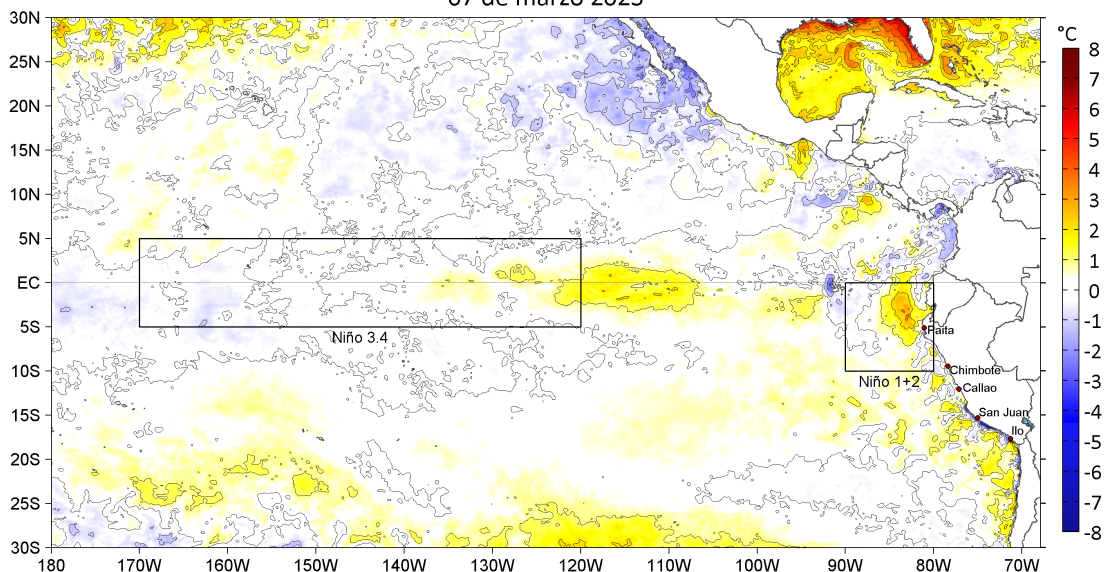 07 de marzo 2023
°C
30N
25N
20N
15N
10N
5N
EC
5S
10S
15S
20S
25S
30S
Niño 3.4
Niño 1+2
Paita
Chimbote
Callao
San Juan
Ilo
180
170W
160W
150W
140W
130W
120W
110W
100W
90W
80W
70W
8
7
6
5
4
3
2
1
0
-1
-2
-3
-4
-5
-6
-7
-8